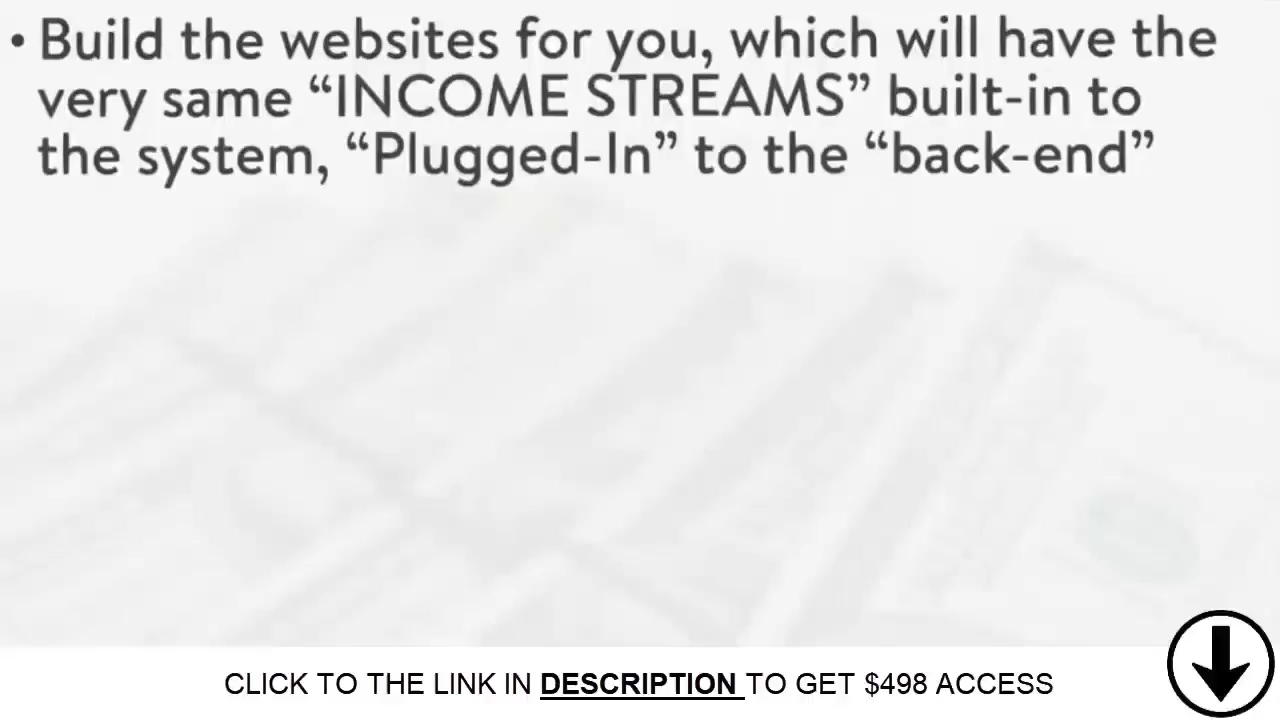 • Build the websites for you, which will have the
very same “INCOME STREAMS” built-in to
the system, “Plugged-In” to the “back-end”
CLICK TO THE LINK IN DESCRIPTION TO GET $498 ACCESS